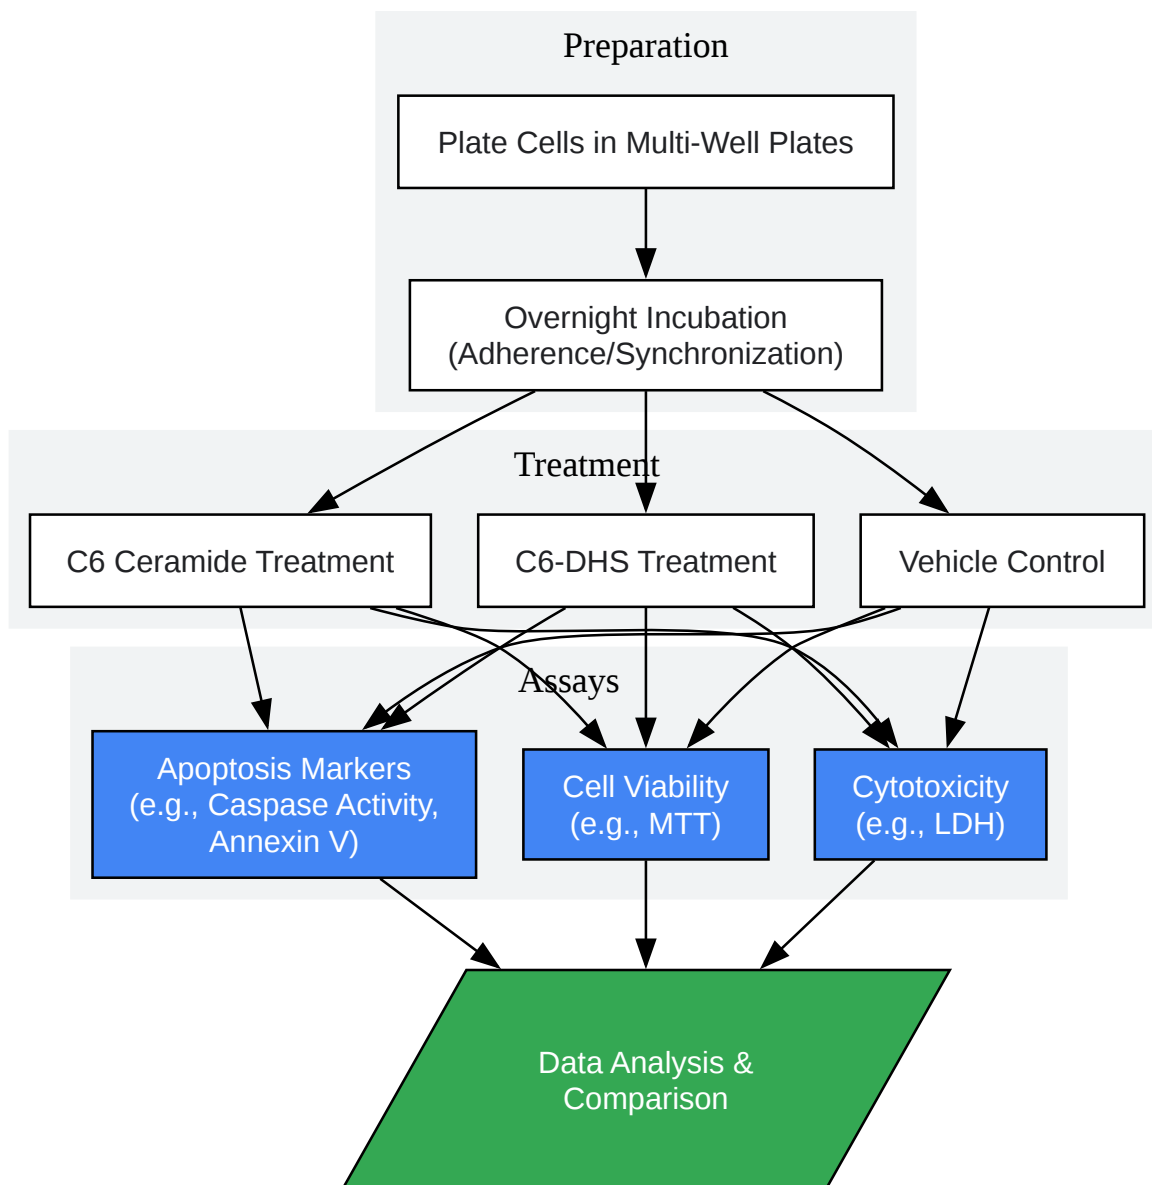 Preparation
Plate Cells in Multi-Well Plates
Overnight Incubation
(Adherence/Synchronization)
Treatment
C6 Ceramide Treatment
C6-DHS Treatment
Vehicle Control
Assays
Apoptosis Markers
(e.g., Caspase Activity,
Annexin V)
Cell Viability
(e.g., MTT)
Cytotoxicity
(e.g., LDH)
Data Analysis &
Comparison